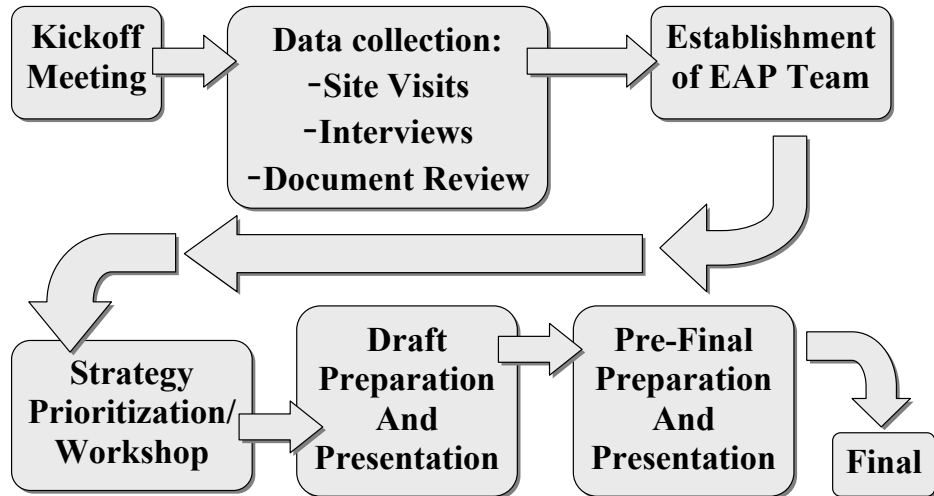 Kickoff
Meeting
Data collection:
-Site Visits
-Interviews
-Document Review
Establishment
of EAP Team
Strategy
Prioritization/
Workshop
Draft
Preparation
And
Presentation
Pre-Final
Preparation
And
Presentation
Final